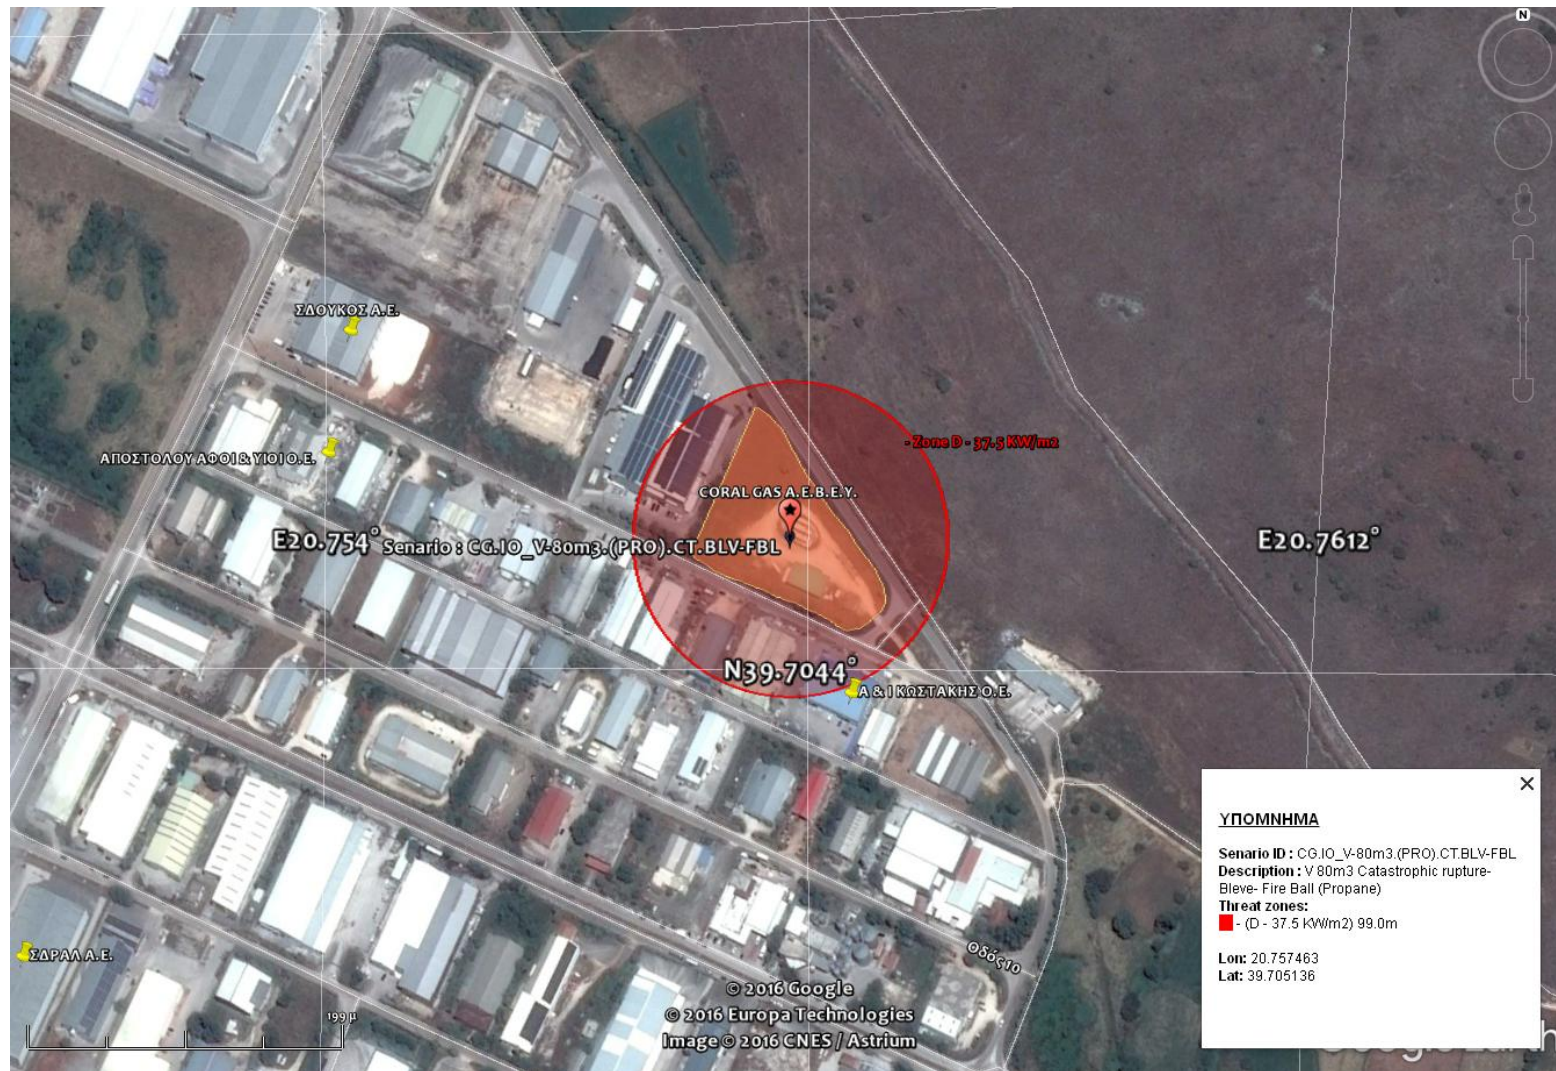 N
ΣΔΟΥΚΟΣ Α.Ε.
- Zone D - 37.5 KW/m2
ΑΠΟΣΤΟΛΟΥ ΑΦΟΙ & ΥΙΟΙ Ο.Ε.
CORAL GAS A.E.B.E.Y.
E20.754°
Senario : CG.IO_V-80m3.(PRO).CT.BLV-FBL
E20.7612°
N39.7044°
Α & Ι ΚΩΣΤΑΚΗΣ Ο.Ε.
ΥΠΟΜΝΗΜΑ
Senario ID : CG.IO_V-80m3.(PRO).CT.BLV-FBL
Description : V 80m3 Catastrophic rupture-
Bleve- Fire Ball (Propane)
Threat zones:
- (D - 37.5 KW/m2) 99.0m
Lon: 20.757463
Lat: 39.705136
ΣΔΡΑΛ Α.Ε.
Οδός 10
199 μ
© 2016 Google
© 2016 Europa Technologies
Image © 2016 CNES / Astrium